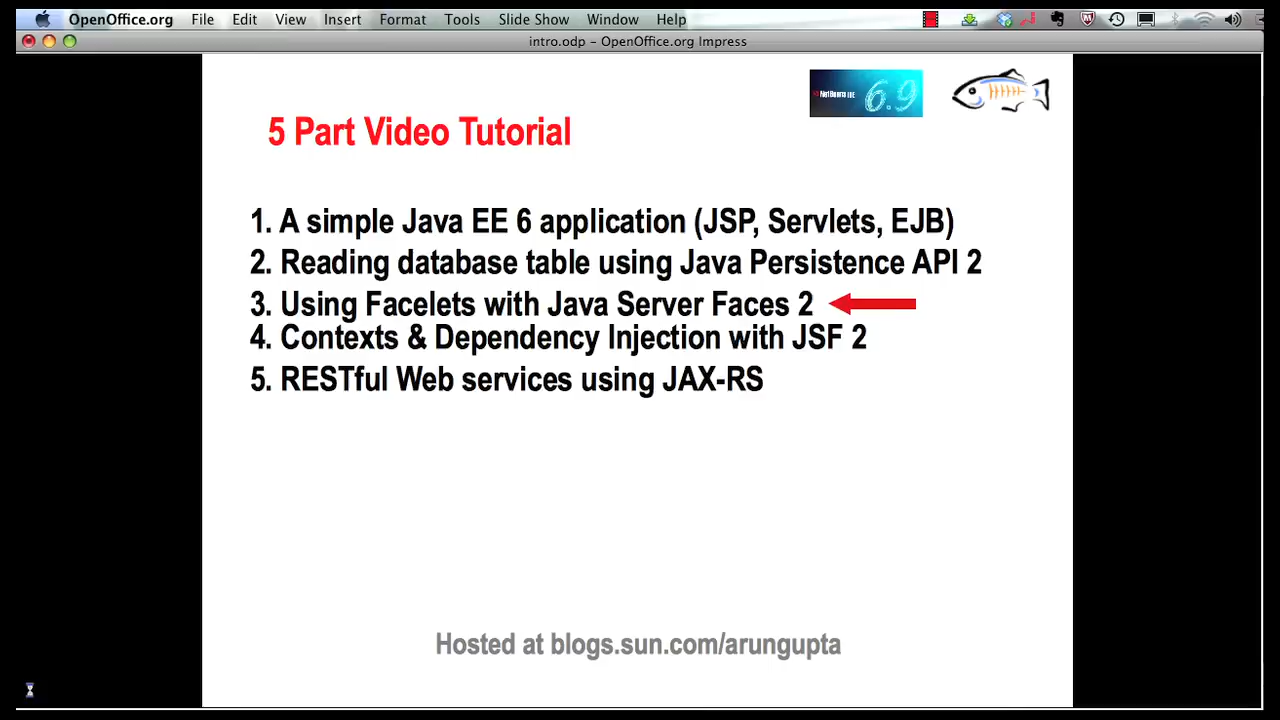 OpenOffice.org File Edit View Insert Format Tools Slide Show Window Help
intro.odp – OpenOffice.org Impress
NetBeans IDE 6.9
5 Part Video Tutorial
1. A simple Java EE 6 application (JSP, Servlets, EJB)
2. Reading database table using Java Persistence API 2
3. Using Facelets with Java Server Faces 2
4. Contexts & Dependency Injection with JSF 2
5. RESTful Web services using JAX-RS
Hosted at blogs.sun.com/arungupta